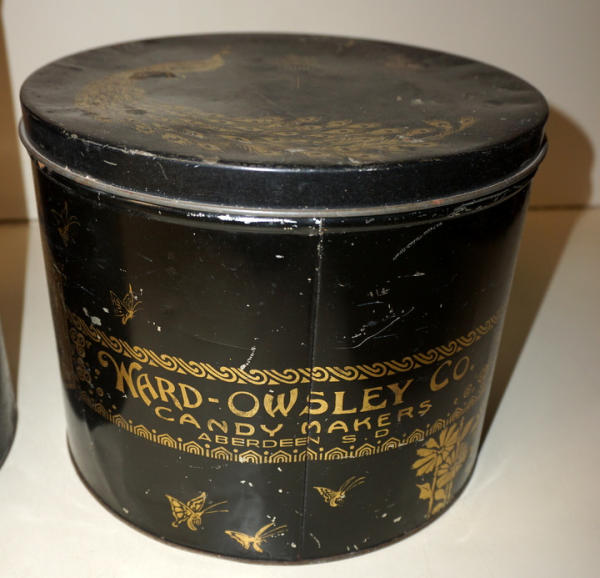 WARD-OWSLEY CO.
CANDY MAKERS
ABERDEEN S.D.